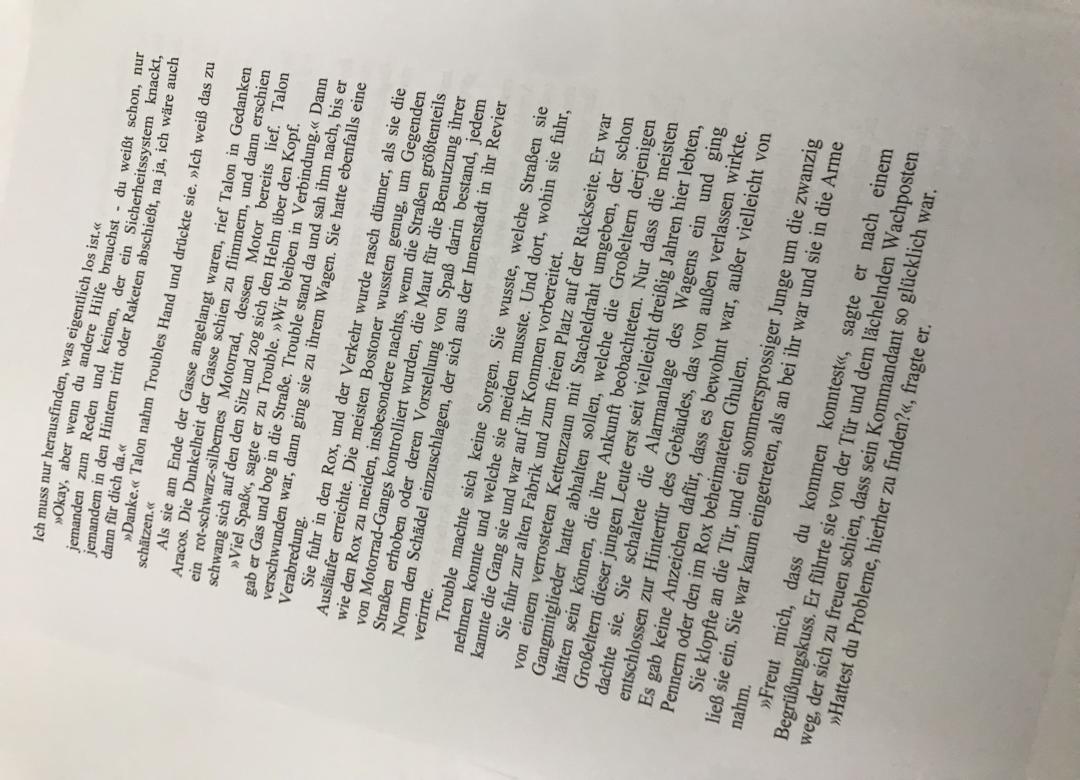 Ich muss nur herausfinden, was eigentlich los ist.«
»Okay, aber wenn du andere Hilfe brauchst - du weißt schon, nur
jemanden zum Reden und keinen, der ein Sicherheitssystem knackt,
jemandem in den Hintern tritt oder Raketen abschießt, na ja, ich wäre auch
dann für dich da.«
»Danke.« Talon nahm Troubles Hand und drückte sie. »Ich weiß das zu
schätzen.«
Als sie am Ende der Gasse angelangt waren, rief Talon in Gedanken
Aracos. Die Dunkelheit der Gasse schien zu flimmern, und dann erschien
ein rot-schwarz-silbernes Motorrad, dessen Motor bereits lief. Talon
schwang sich auf den Sitz und zog sich den Helm über den Kopf.
»Viel Spaß«, sagte er zu Trouble. »Wir bleiben in Verbindung.« Dann
gab er Gas und bog in die Straße. Trouble stand da und sah ihm nach, bis er
verschwunden war, dann ging sie zu ihrem Wagen. Sie hatte ebenfalls eine
Verabredung.
Sie fuhr in den Rox, und der Verkehr wurde rasch dünner, als sie die
Ausläufer erreichte. Die meisten Bostoner wussten genug, um Gegenden
wie den Rox zu meiden, insbesondere nachts, wenn die Straßen größtenteils
von Motorrad-Gangs kontrolliert wurden, die Maut für die Benutzung ihrer
Straßen erhoben oder deren Vorstellung von Spaß darin bestand, jedem
Norm den Schädel einzuschlagen, der sich aus der Innenstadt in ihr Revier
verirrte.
Trouble machte sich keine Sorgen. Sie wusste, welche Straßen sie
nehmen konnte und welche sie meiden musste. Und dort, wohin sie fuhr,
kannte die Gang sie und war auf ihr Kommen vorbereitet.
Sie fuhr zur alten Fabrik und zum freien Platz auf der Rückseite. Er war
von einem verrosteten Kettenzaun mit Stacheldraht umgeben, der schon
Gangmitglieder hatte abhalten sollen, welche die Großeltern derjenigen
hätten sein können, die ihre Ankunft beobachteten. Nur dass die meisten
Großeltern dieser jungen Leute erst seit vielleicht dreißig Jahren hier lebten,
dachte sie. Sie schaltete die Alarmanlage des Wagens ein und ging
entschlossen zur Hintertür des Gebäudes, das von außen verlassen wirkte.
Es gab keine Anzeichen dafür, dass es bewohnt war, außer vielleicht von
Pennern oder den im Rox beheimateten Ghulen.
Sie klopfte an die Tür, und ein sommersprossiger Junge um die zwanzig
ließ sie ein. Sie war kaum eingetreten, als an bei ihr war und sie in die Arme
nahm.
»Freut mich, dass du kommen konntest«, sagte er nach einem
Begrüßungskuss. Er führte sie von der Tür und dem lächelnden Wachposten
weg, der sich zu freuen schien, dass sein Kommandant so glücklich war.
»Hattest du Probleme, hierher zu finden?«, fragte er.